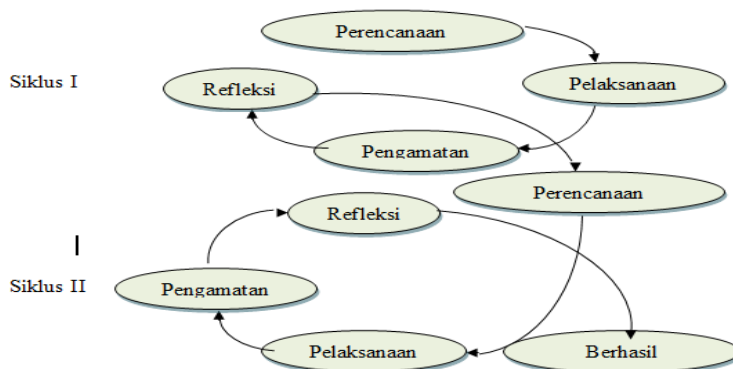 Perencanaan
Siklus I
Refleksi
Pelaksanaan
Pengamatan
Perencanaan
Refleksi
Siklus II
Pengamatan
Pelaksanaan
Berhasil